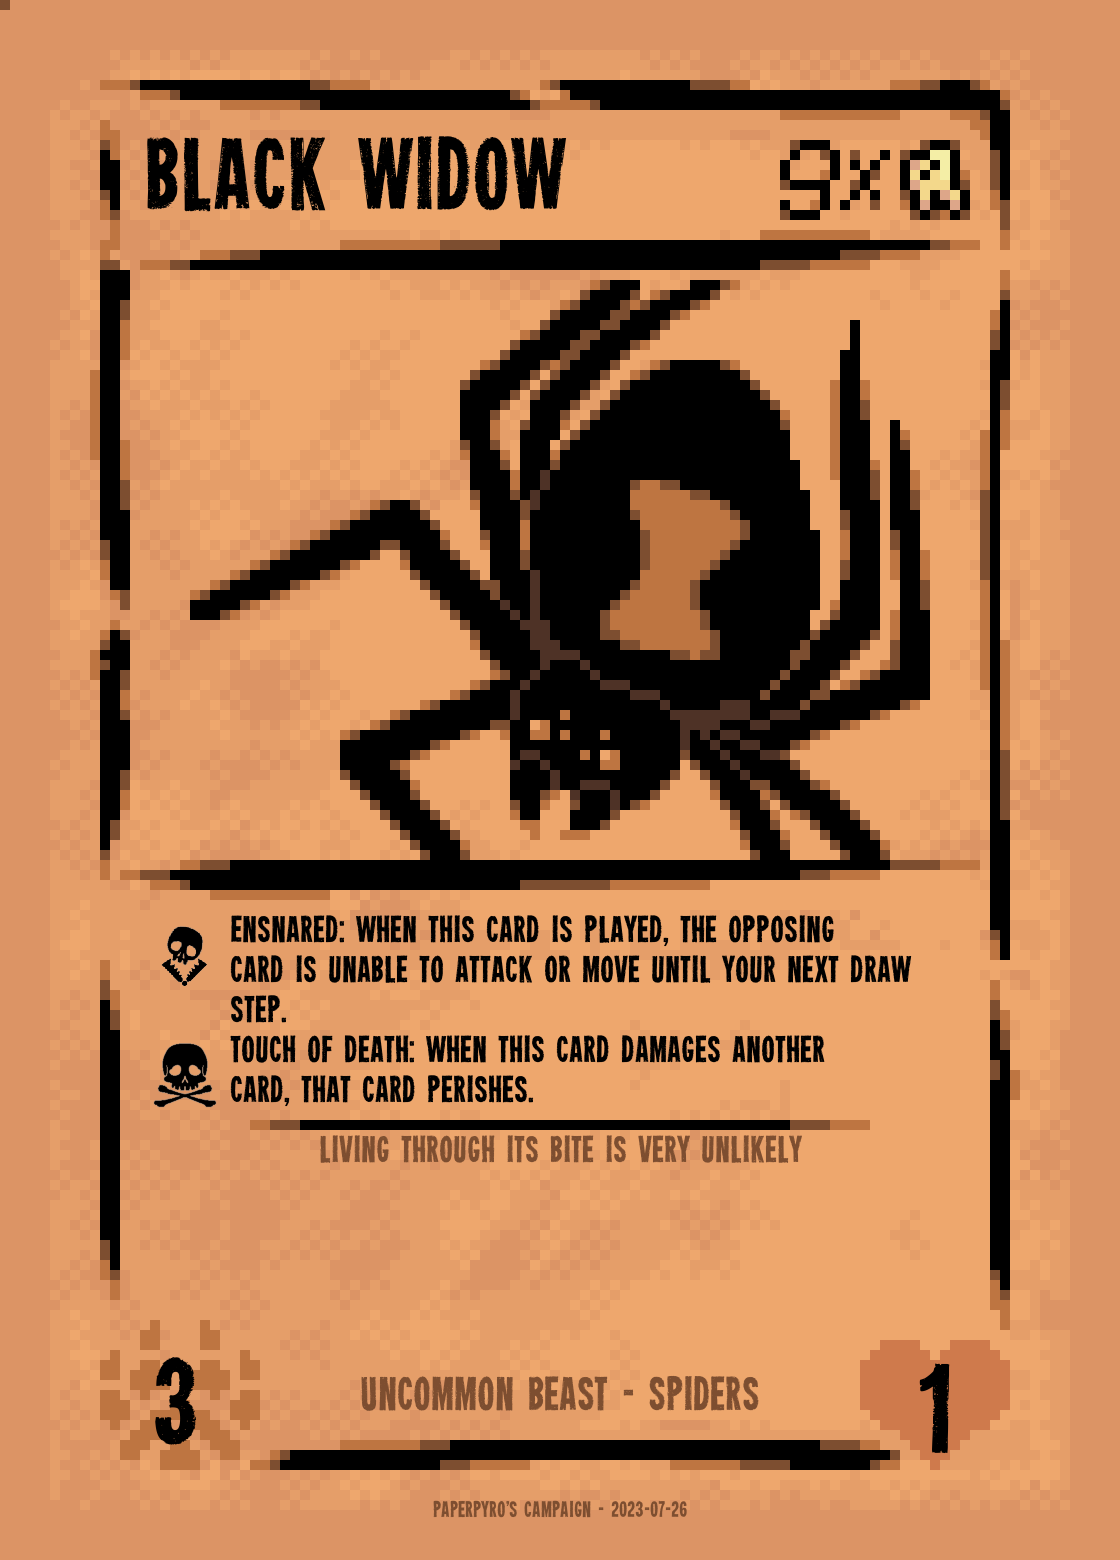 BLACK WIDOW 9x
ENSNARED: WHEN THIS CARD IS PLAYED, THE OPPOSING
CARD IS UNABLE TO ATTACK OR MOVE UNTIL YOUR NEXT DRAW
STEP.
TOUCH OF DEATH: WHEN THIS CARD DAMAGES ANOTHER
CARD, THAT CARD PERISHES.
LIVING THROUGH ITS BITE IS VERY UNLIKELY
3 UNCOMMON BEAST - SPIDERS 1
PAPERPYRO'S CAMPAIGN - 2023-07-26